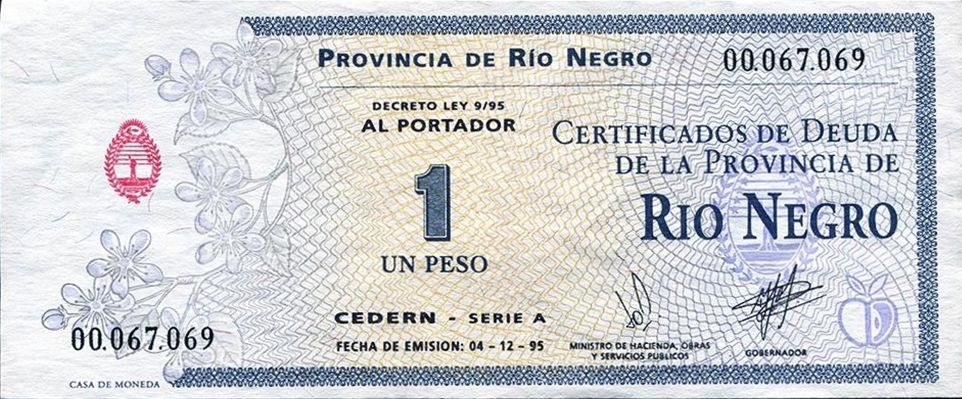 PROVINCIA DE RÍO NEGRO
00.067.069
DECRETO LEY 9/95
AL PORTADOR
1
UN PESO
CERTIFICADOS DE DEUDA
DE LA PROVINCIA DE
RIO NEGRO
CEDERN - SERIE A
FECHA DE EMISION: 04 - 12 - 95
MINISTRO DE HACIENDA, OBRAS
Y SERVICIOS PUBLICOS
GOBERNADOR
00.067.069
CASA DE MONEDA